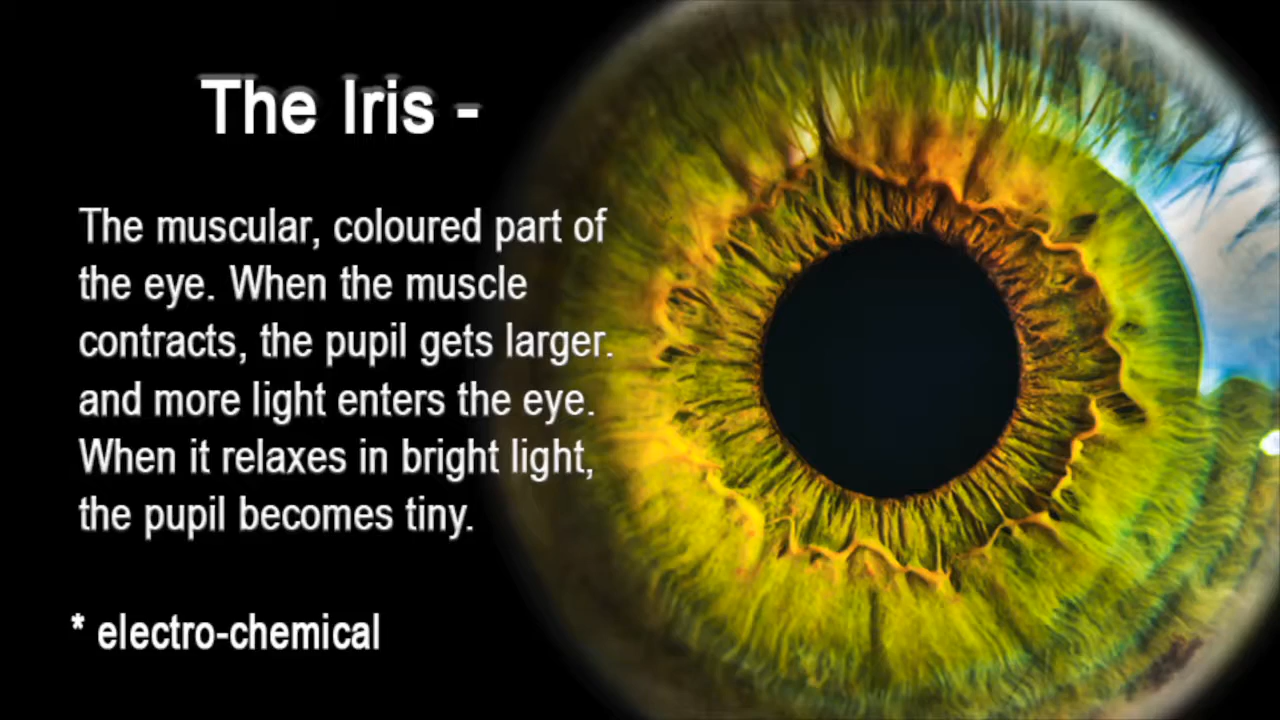 The Iris -
The muscular, coloured part of
the eye. When the muscle
contracts, the pupil gets larger.
and more light enters the eye.
When it relaxes in bright light,
the pupil becomes tiny.
* electro-chemical